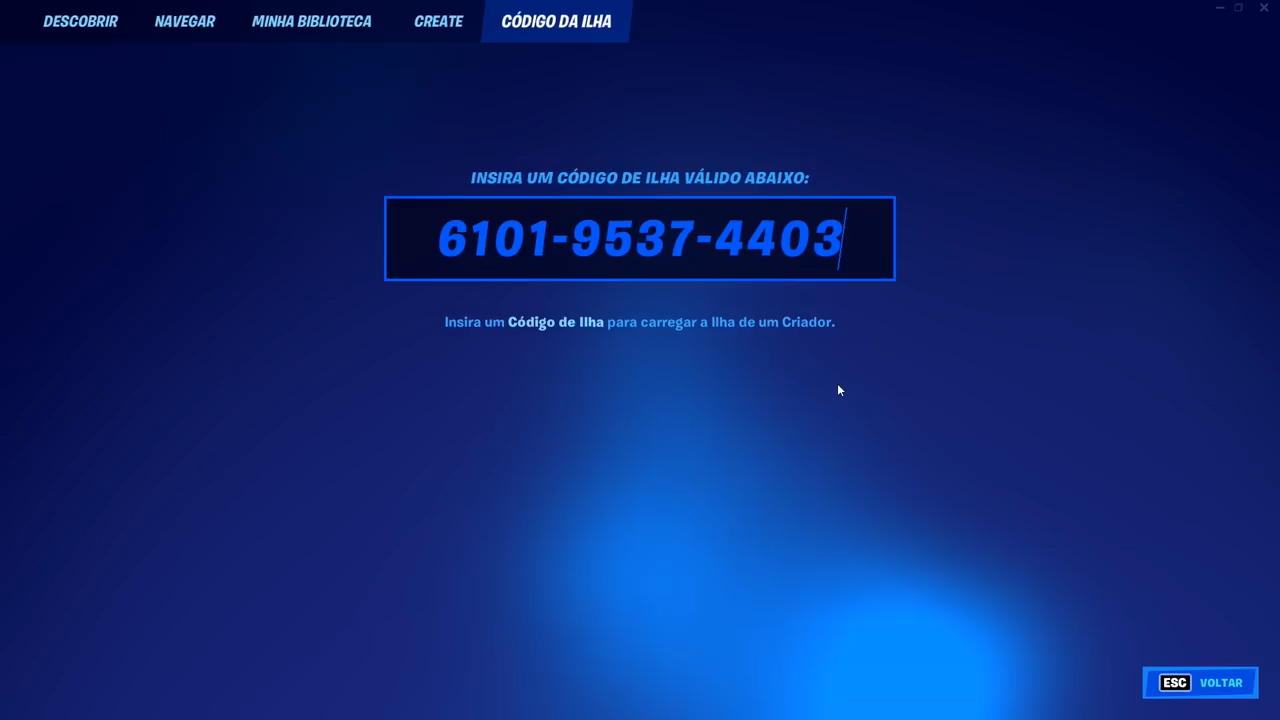 DESCOBRIR NAVEGAR MINHA BIBLIOTECA CREATE CÓDIGO DA ILHA
INSIRA UM CÓDIGO DE ILHA VÁLIDO ABAIXO:
6101-9537-4403
Insira um Código de Ilha para carregar a Ilha de um Criador.
ESC VOLTAR